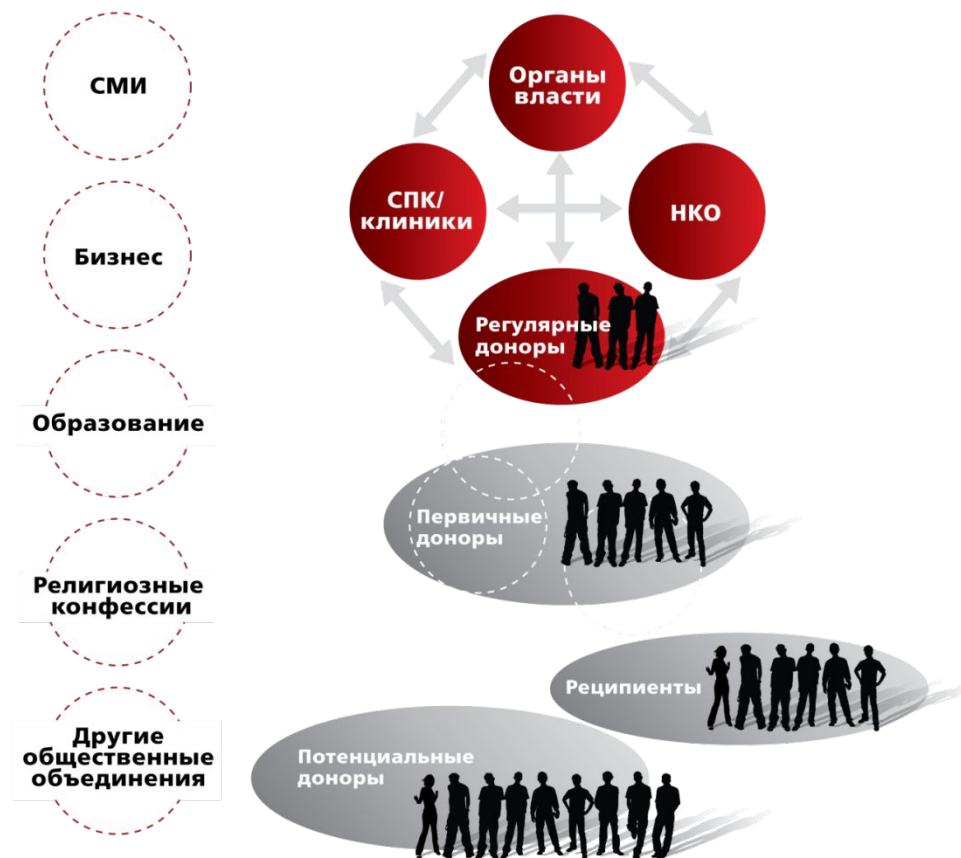 СМИ
Бизнес
Образование
Религиозные
конфессии
Другие
общественные
объединения
Органы
власти
СПК/
клиники
НКО
Регулярные
доноры
Первичные
доноры
Реципиенты
Потенциальные
доноры